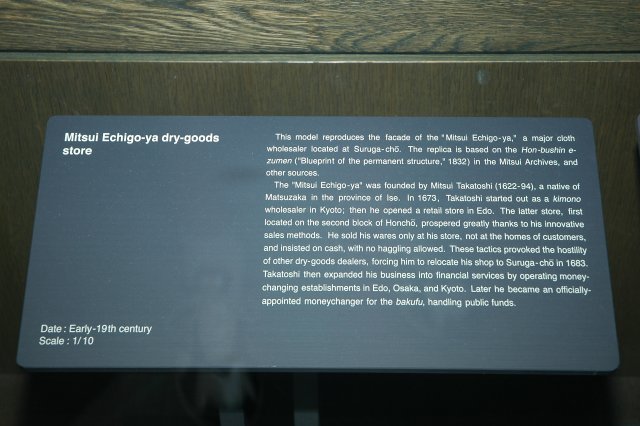 Mitsui Echigo-ya dry-goods
store
This model reproduces the facade of the "Mitsui Echigo-ya," a major cloth
wholesaler located at Suruga-chō. The replica is based on the Hon-bushin e-
zumen ("Blueprint of the permanent structure," 1832) in the Mitsui Archives, and
other sources.
The "Mitsui Echigo-ya" was founded by Mitsui Takatoshi (1622-94), a native of
Matsuzaka in the province of Ise. In 1673, Takatoshi started out as a kimono
wholesaler in Kyoto; then he opened a retail store in Edo. The latter store, first
located on the second block of Honchō, prospered greatly thanks to his innovative
sales methods. He sold his wares only at his store, not at the homes of customers,
and insisted on cash, with no haggling allowed. These tactics provoked the hostility
of other dry-goods dealers, forcing him to relocate his shop to Suruga-chō in 1683.
Takatoshi then expanded his business into financial services by operating money-
changing establishments in Edo, Osaka, and Kyoto. Later he became an officially-
appointed moneychanger for the bakufu, handling public funds.
Date : Early-19th century
Scale : 1/10